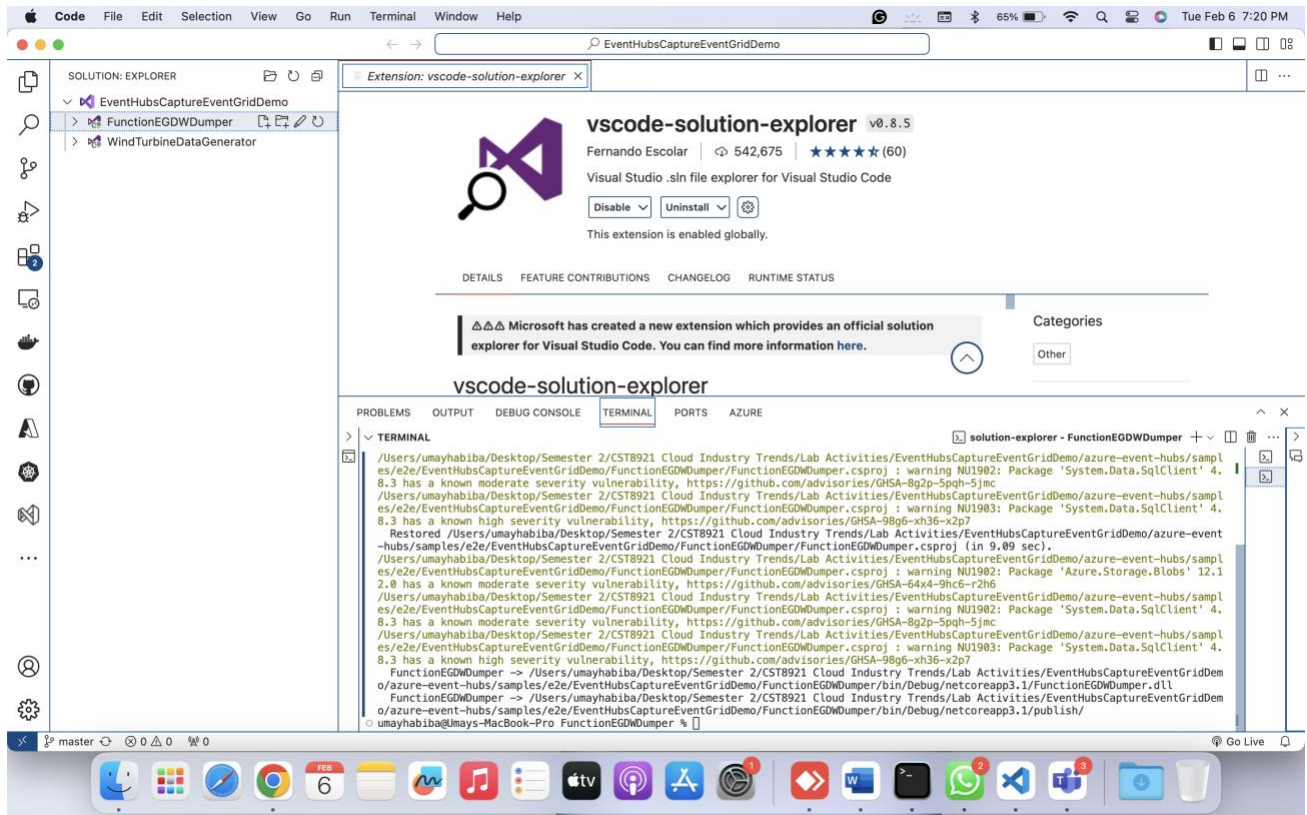 Code File Edit Selection View Go Run Terminal Window Help
65% Tue Feb 6 7:20 PM
EventHubsCaptureEventGridDemo
SOLUTION: EXPLORER
EventHubsCaptureEventGridDemo
FunctionEGDWDumper
WindTurbineDataGenerator
Extension: vscode-solution-explorer
vscode-solution-explorer v0.8.5
Fernando Escolar 542,675 (60)
Visual Studio .sln file explorer for Visual Studio Code
Disable Uninstall
This extension is enabled globally.
DETAILS FEATURE CONTRIBUTIONS CHANGELOG RUNTIME STATUS
Microsoft has created a new extension which provides an official solution
explorer for Visual Studio Code. You can find more information here.
vscode-solution-explorer
Categories
Other
2
PROBLEMS OUTPUT DEBUG CONSOLE TERMINAL PORTS AZURE
TERMINAL
solution-explorer - FunctionEGDWDumper
/Users/umayhabiba/Desktop/Semester 2/CST8921 Cloud Industry Trends/Lab Activities/EventHubsCaptureEventGridDemo/azure-event-hubs/sampl
es/e2e/EventHubsCaptureEventGridDemo/FunctionEGDWDumper/FunctionEGDWDumper.csproj : warning NU1902: Package 'System.Data.SqlClient' 4.
8.3 has a known moderate severity vulnerability, https://github.com/advisories/GHSA-8g2p-5pqh-5jmc
/Users/umayhabiba/Desktop/Semester 2/CST8921 Cloud Industry Trends/Lab Activities/EventHubsCaptureEventGridDemo/azure-event-hubs/sampl
es/e2e/EventHubsCaptureEventGridDemo/FunctionEGDWDumper/FunctionEGDWDumper.csproj : warning NU1903: Package 'System.Data.SqlClient' 4.
8.3 has a known high severity vulnerability, https://github.com/advisories/GHSA-98g6-xh36-x2p7
Restored /Users/umayhabiba/Desktop/Semester 2/CST8921 Cloud Industry Trends/Lab Activities/EventHubsCaptureEventGridDemo/azure-event
-hubs/samples/e2e/EventHubsCaptureEventGridDemo/FunctionEGDWDumper/FunctionEGDWDumper.csproj (in 9.09 sec).
/Users/umayhabiba/Desktop/Semester 2/CST8921 Cloud Industry Trends/Lab Activities/EventHubsCaptureEventGridDemo/azure-event-hubs/sampl
es/e2e/EventHubsCaptureEventGridDemo/FunctionEGDWDumper/FunctionEGDWDumper.csproj : warning NU1902: Package 'Azure.Storage.Blobs' 12.1
2.0 has a known moderate severity vulnerability, https://github.com/advisories/GHSA-64x4-9hc6-r2h6
/Users/umayhabiba/Desktop/Semester 2/CST8921 Cloud Industry Trends/Lab Activities/EventHubsCaptureEventGridDemo/azure-event-hubs/sampl
es/e2e/EventHubsCaptureEventGridDemo/FunctionEGDWDumper/FunctionEGDWDumper.csproj : warning NU1902: Package 'System.Data.SqlClient' 4.
8.3 has a known moderate severity vulnerability, https://github.com/advisories/GHSA-8g2p-5pqh-5jmc
/Users/umayhabiba/Desktop/Semester 2/CST8921 Cloud Industry Trends/Lab Activities/EventHubsCaptureEventGridDemo/azure-event-hubs/sampl
es/e2e/EventHubsCaptureEventGridDemo/FunctionEGDWDumper/FunctionEGDWDumper.csproj : warning NU1903: Package 'System.Data.SqlClient' 4.
8.3 has a known high severity vulnerability, https://github.com/advisories/GHSA-98g6-xh36-x2p7
FunctionEGDWDumper -> /Users/umayhabiba/Desktop/Semester 2/CST8921 Cloud Industry Trends/Lab Activities/EventHubsCaptureEventGridDem
o/azure-event-hubs/samples/e2e/EventHubsCaptureEventGridDemo/FunctionEGDWDumper/bin/Debug/netcoreapp3.1/FunctionEGDWDumper.dll
FunctionEGDWDumper -> /Users/umayhabiba/Desktop/Semester 2/CST8921 Cloud Industry Trends/Lab Activities/EventHubsCaptureEventGridDem
o/azure-event-hubs/samples/e2e/EventHubsCaptureEventGridDemo/FunctionEGDWDumper/bin/Debug/netcoreapp3.1/publish/
umayhabiba@Umays-MacBook-Pro FunctionEGDWDumper %
master 0 0 0 Go Live
FEB
6
tv
1
W
2
3